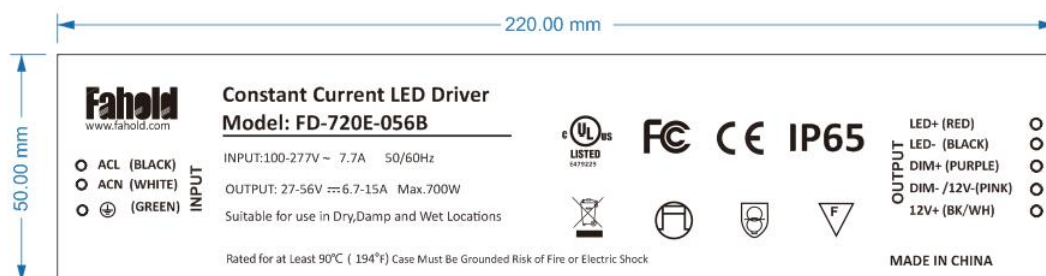 220.00 mm
50.00 mm
Fahold
www.fahold.com
ACL (BLACK)
ACN (WHITE)
(GREEN)
INPUT
Constant Current LED Driver
Model: FD-720E-056B
INPUT:100-277V ~ 7.7A 50/60Hz
OUTPUT: 27-56V ⎓ 6.7-15A Max.700W
Suitable for use in Dry,Damp and Wet Locations
Rated for at Least 90℃ ( 194°F) Case Must Be Grounded Risk of Fire or Electric Shock
c UL us
LISTED
E479229
FC CE IP65
F
OUTPUT
LED+ (RED)
LED- (BLACK)
DIM+ (PURPLE)
DIM- /12V-(PINK)
12V+ (BK/WH)
MADE IN CHINA